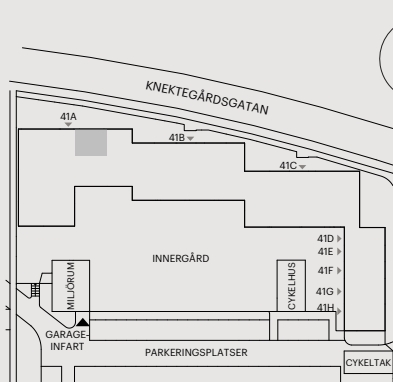 KNEKTEGÅRDSGATAN
41A
41B
41C
41D
41E
41F
41G
41H
INNERGÅRD
MILJÖRUM
CYKELHUS
GARAGE-
INFART
PARKERINGSPLATSER
CYKELTAK